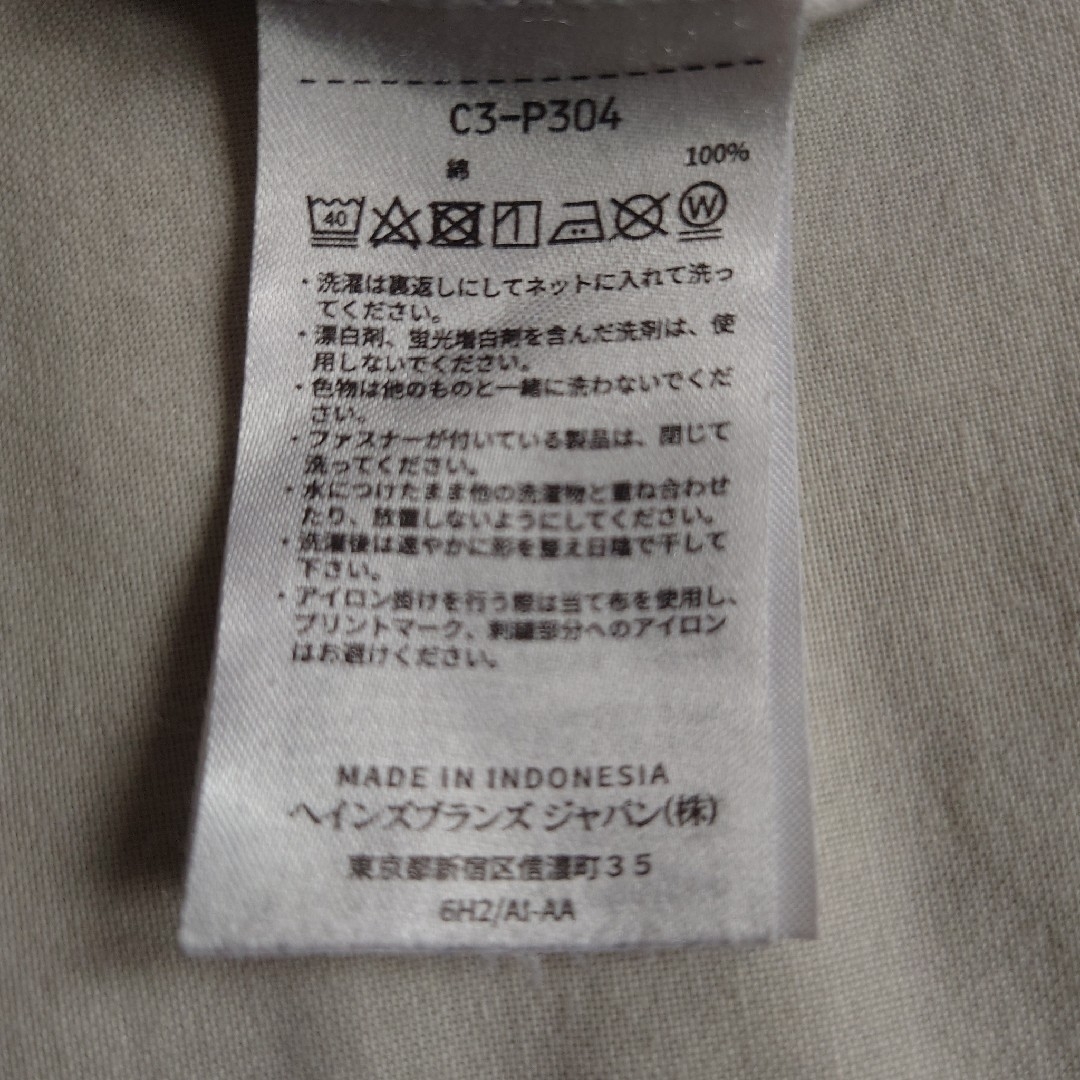 C3-P304
綿 100%
40 W
・洗濯は裏返しにしてネットに入れて洗っ
てください。
・漂白剤、蛍光増白剤を含んだ洗剤は、使
用しないでください。
・色物は他のものと一緒に洗わないでくだ
さい。
・ファスナーが付いている製品は、閉じて
洗ってください。
・水につけたまま他の洗濯物と重ね合わせ
たり、放置しないようにしてください。
・洗濯後は速やかに形を整え日陰で干して
下さい。
・アイロン掛けを行う際は当て布を使用し、
プリントマーク、刺繍部分へのアイロン
はお避けください。
MADE IN INDONESIA
ヘインズブランズ ジャパン(株)
東京都新宿区信濃町35
6H2/AI-AA